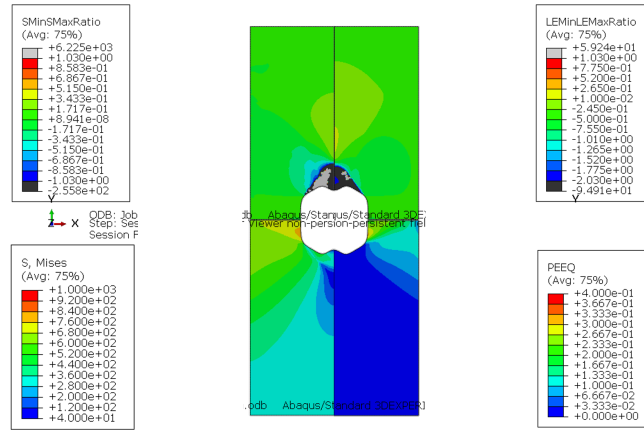 SMinSMaxRatio
(Avg: 75%)
+6.225e+03
+1.030e+00
+8.583e-01
+6.867e-01
+5.150e-01
+3.433e-01
+1.717e-01
+8.941e-08
-1.717e-01
-3.433e-01
-5.150e-01
-6.867e-01
-8.583e-01
-1.030e+00
-2.558e+02
Y
Z X
ODB: Job
Step: Ses
Session F
S, Mises
(Avg: 75%)
+1.000e+03
+9.200e+02
+8.400e+02
+7.600e+02
+6.800e+02
+6.000e+02
+5.200e+02
+4.400e+02
+3.600e+02
+2.800e+02
+2.000e+02
+1.200e+02
+4.000e+01
Abaqus/Standard 3DE
Viewer non-persistent fiel
.odb Abaqus/Standard 3DEXPERI
LEMinLEMaxRatio
(Avg: 75%)
+5.924e+01
+1.030e+00
+7.750e-01
+5.200e-01
+2.650e-01
+1.000e-02
-2.450e-01
-5.000e-01
-7.550e-01
-1.010e+00
-1.265e+00
-1.520e+00
-1.775e+00
-2.030e+00
-9.491e+01
Y
PEEQ
(Avg: 75%)
+4.000e-01
+3.667e-01
+3.333e-01
+3.000e-01
+2.667e-01
+2.333e-01
+2.000e-01
+1.667e-01
+1.333e-01
+1.000e-01
+6.667e-02
+3.333e-02
+0.000e+00